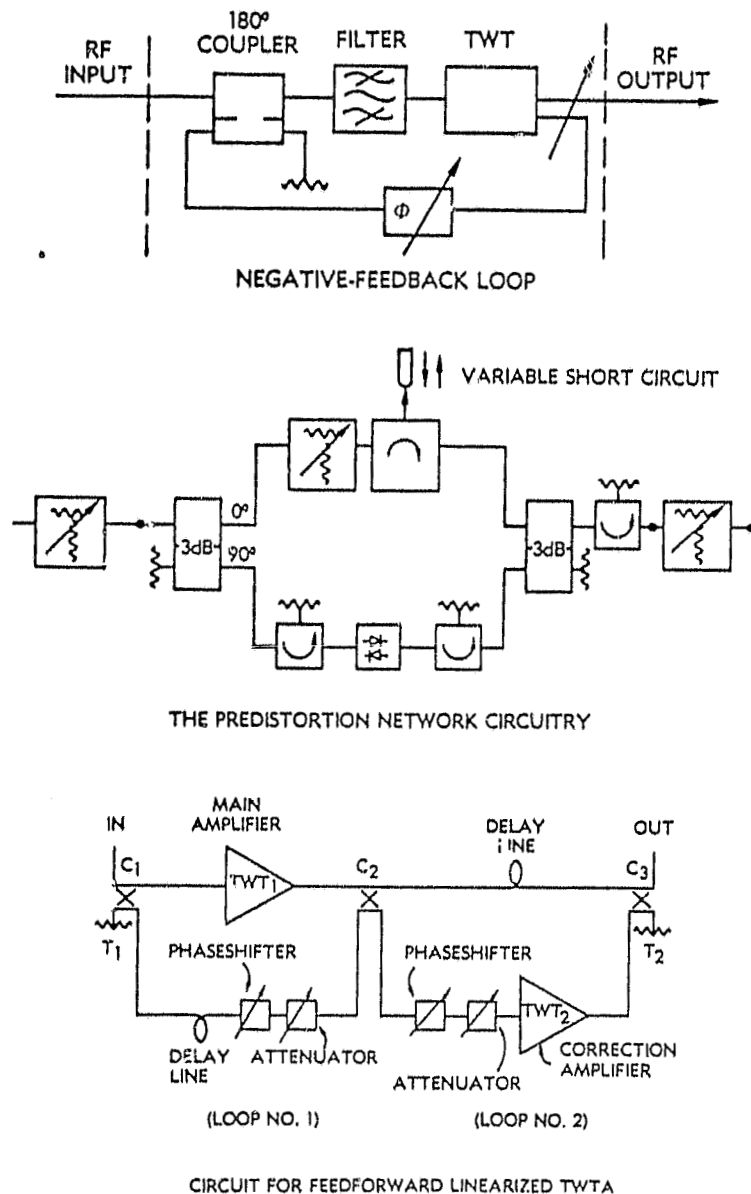 RF
INPUT
180°
COUPLER
FILTER
TWT
RF
OUTPUT
Φ
NEGATIVE-FEEDBACK LOOP
VARIABLE SHORT CIRCUIT
0°
3dB
90°
3dB
THE PREDISTORTION NETWORK CIRCUITRY
MAIN
AMPLIFIER
IN
DELAY
LINE
OUT
C1
TWT1
C2
C3
T1
PHASESHIFTER
PHASESHIFTER
T2
TWT2
DELAY
LINE
ATTENUATOR
ATTENUATOR
CORRECTION
AMPLIFIER
(LOOP NO. 1)
(LOOP NO. 2)
CIRCUIT FOR FEEDFORWARD LINEARIZED TWTA